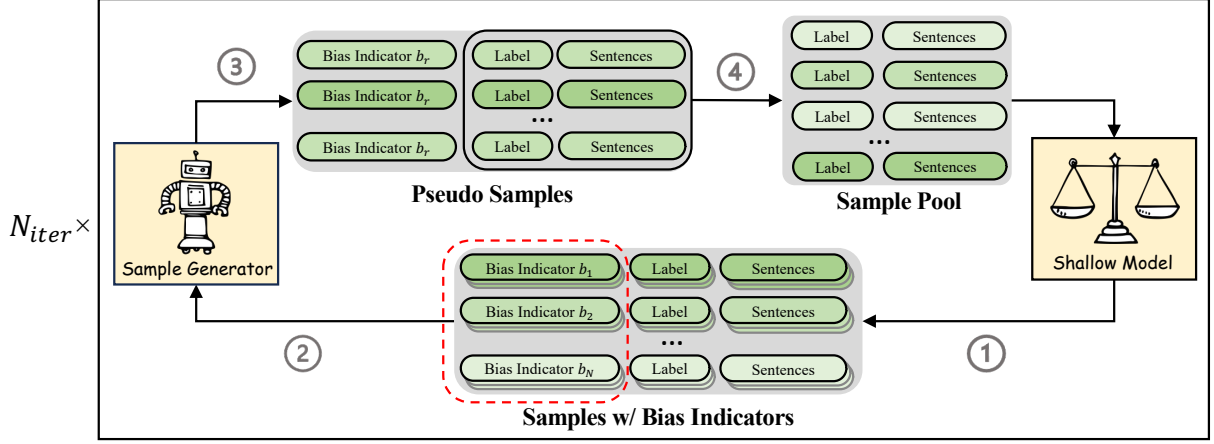 ③
Bias Indicator b_r Label Sentences
Bias Indicator b_r Label Sentences
...
Bias Indicator b_r Label Sentences
Pseudo Samples
④
Label Sentences
Label Sentences
Label Sentences
...
Label Sentences
Sample Pool
N_iter ×
Sample Generator
Shallow Model
Bias Indicator b_1 Label Sentences
Bias Indicator b_2 Label Sentences
...
Bias Indicator b_N Label Sentences
Samples w/ Bias Indicators
②
①